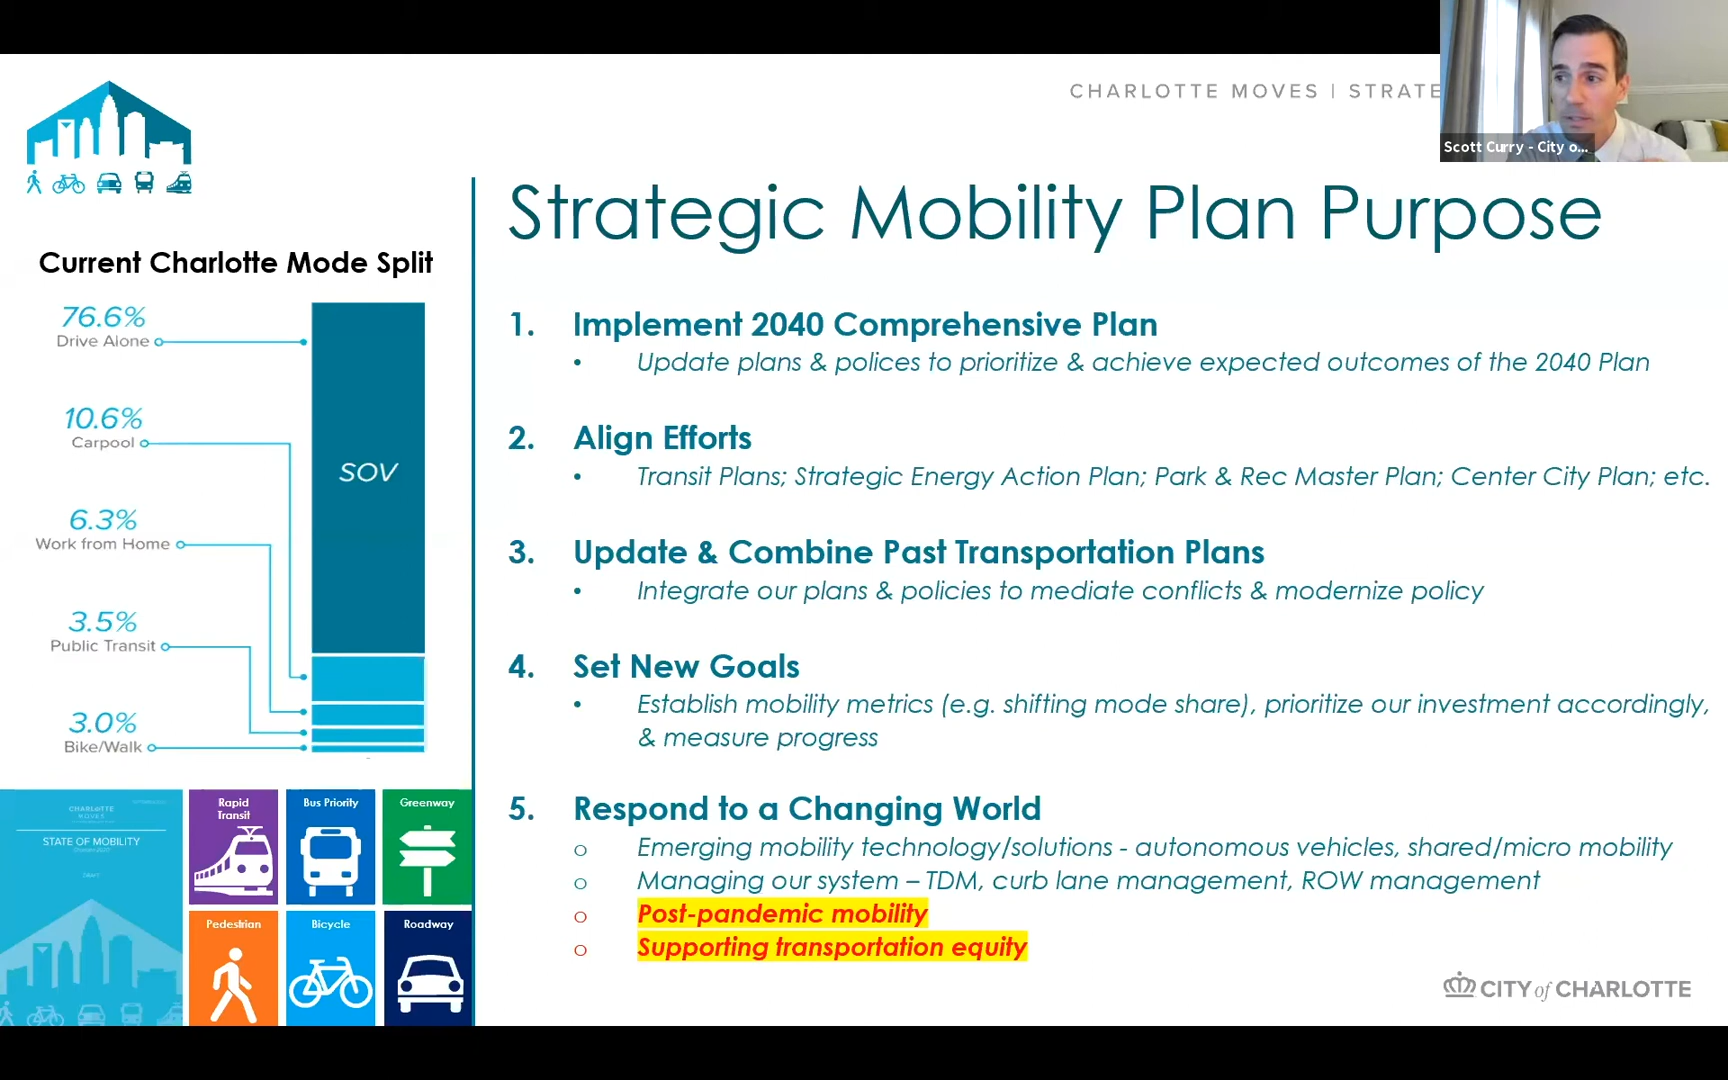 CHARLOTTE MOVES | STRATE
Scott Curry - City o...
Strategic Mobility Plan Purpose
Current Charlotte Mode Split
76.6%
Drive Alone
10.6%
Carpool
6.3%
Work from Home
3.5%
Public Transit
3.0%
Bike/Walk
SOV
1. Implement 2040 Comprehensive Plan
• Update plans & polices to prioritize & achieve expected outcomes of the 2040 Plan
2. Align Efforts
• Transit Plans; Strategic Energy Action Plan; Park & Rec Master Plan; Center City Plan; etc.
3. Update & Combine Past Transportation Plans
• Integrate our plans & policies to mediate conflicts & modernize policy
4. Set New Goals
• Establish mobility metrics (e.g. shifting mode share), prioritize our investment accordingly,
& measure progress
5. Respond to a Changing World
o Emerging mobility technology/solutions - autonomous vehicles, shared/micro mobility
o Managing our system – TDM, curb lane management, ROW management
o Post-pandemic mobility
o Supporting transportation equity
CHARLOTTE
MOVES
STATE OF MOBILITY
DRAFT
Rapid
Transit
Bus Priority
Greenway
Pedestrian
Bicycle
Roadway
CITY of CHARLOTTE